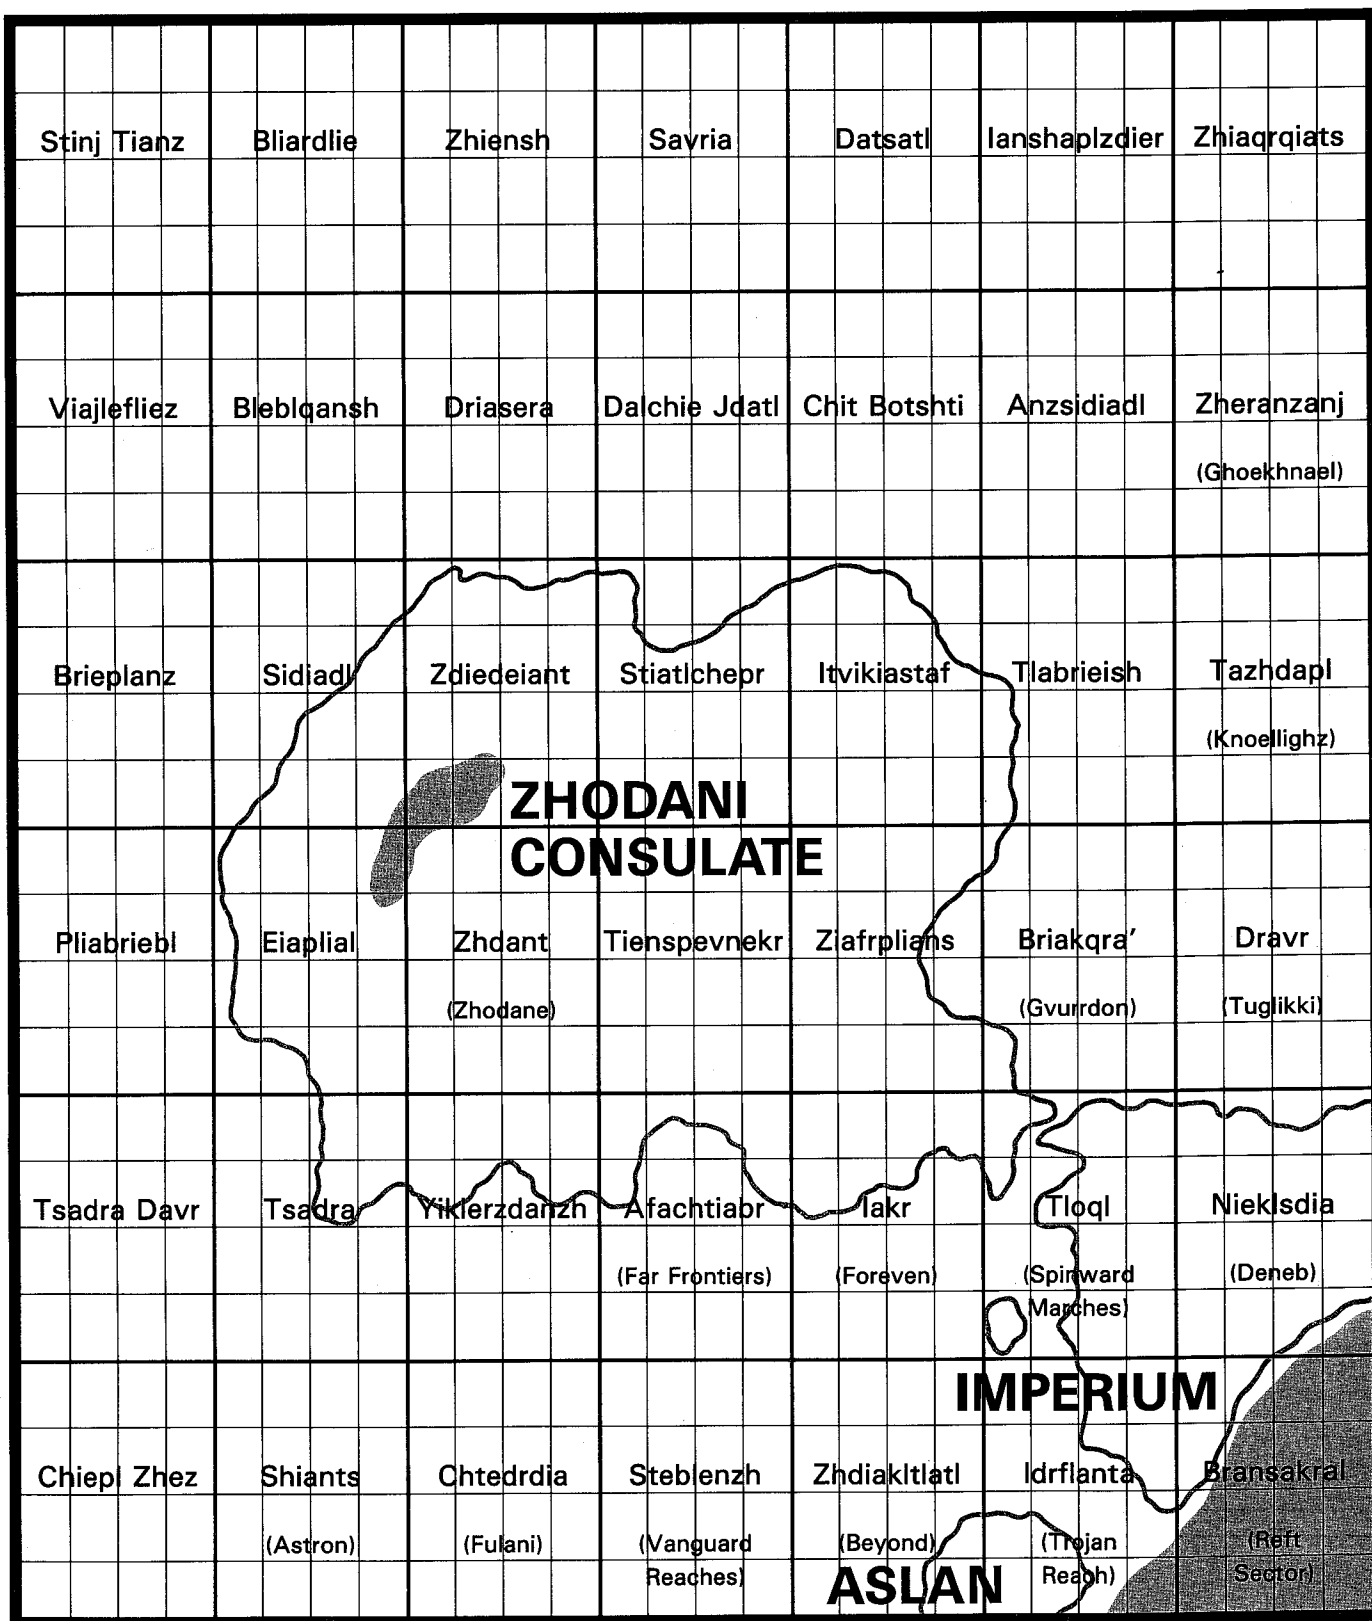 Stinj Tianz Bliardlie Zhiensh Savria Datsatl Ianshaplzdier Zhiaqrqiats
Viajlefliez Bleblqansh Driasera Dalchie Jdatl Chit Botshti Anzsidiadl Zheranzanj
(Ghoekhnael)
Brieplanz Sidiadl Zdiedeiant Stiatlchepr Itvikiastaf Tlabrieish Tazhdapl
(Knoellighz)
ZHODANI
CONSULATE
Pliabriebl Eiaplial Zhdant Tienspevnekr Ziafrplians Briakqra’ Dravr
(Zhodane) (Gvurrdon) (Tuglikki)
Tsadra Davr Tsadra Yiklerzdanzh Afachtiabr Iakr Tloql Nieklsdia
(Far Frontiers) (Foreven) (Spinward (Deneb)
Marches)
IMPERIUM
Chiepl Zhez Shiants Chtedrdia Steblenzh Zhdiakltlatl Idrflanta Bransakral
(Astron) (Fulani) (Vanguard (Beyond) (Trojan (Reft
Reaches) ASLAN Reach) Sector)